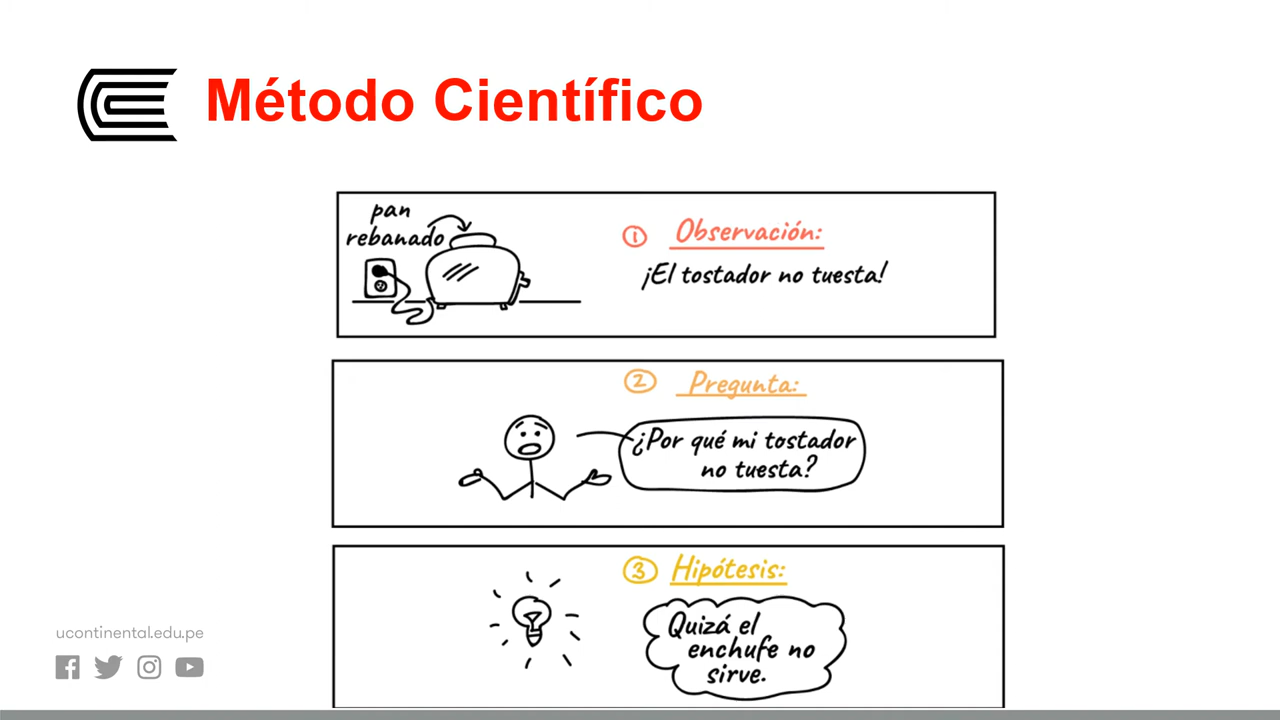 Método Científico
pan
rebanado
① Observación:
¡El tostador no tuesta!
② Pregunta:
¿Por qué mi tostador
no tuesta?
③ Hipótesis:
Quizá el
enchufe no
sirve.
ucontinental.edu.pe